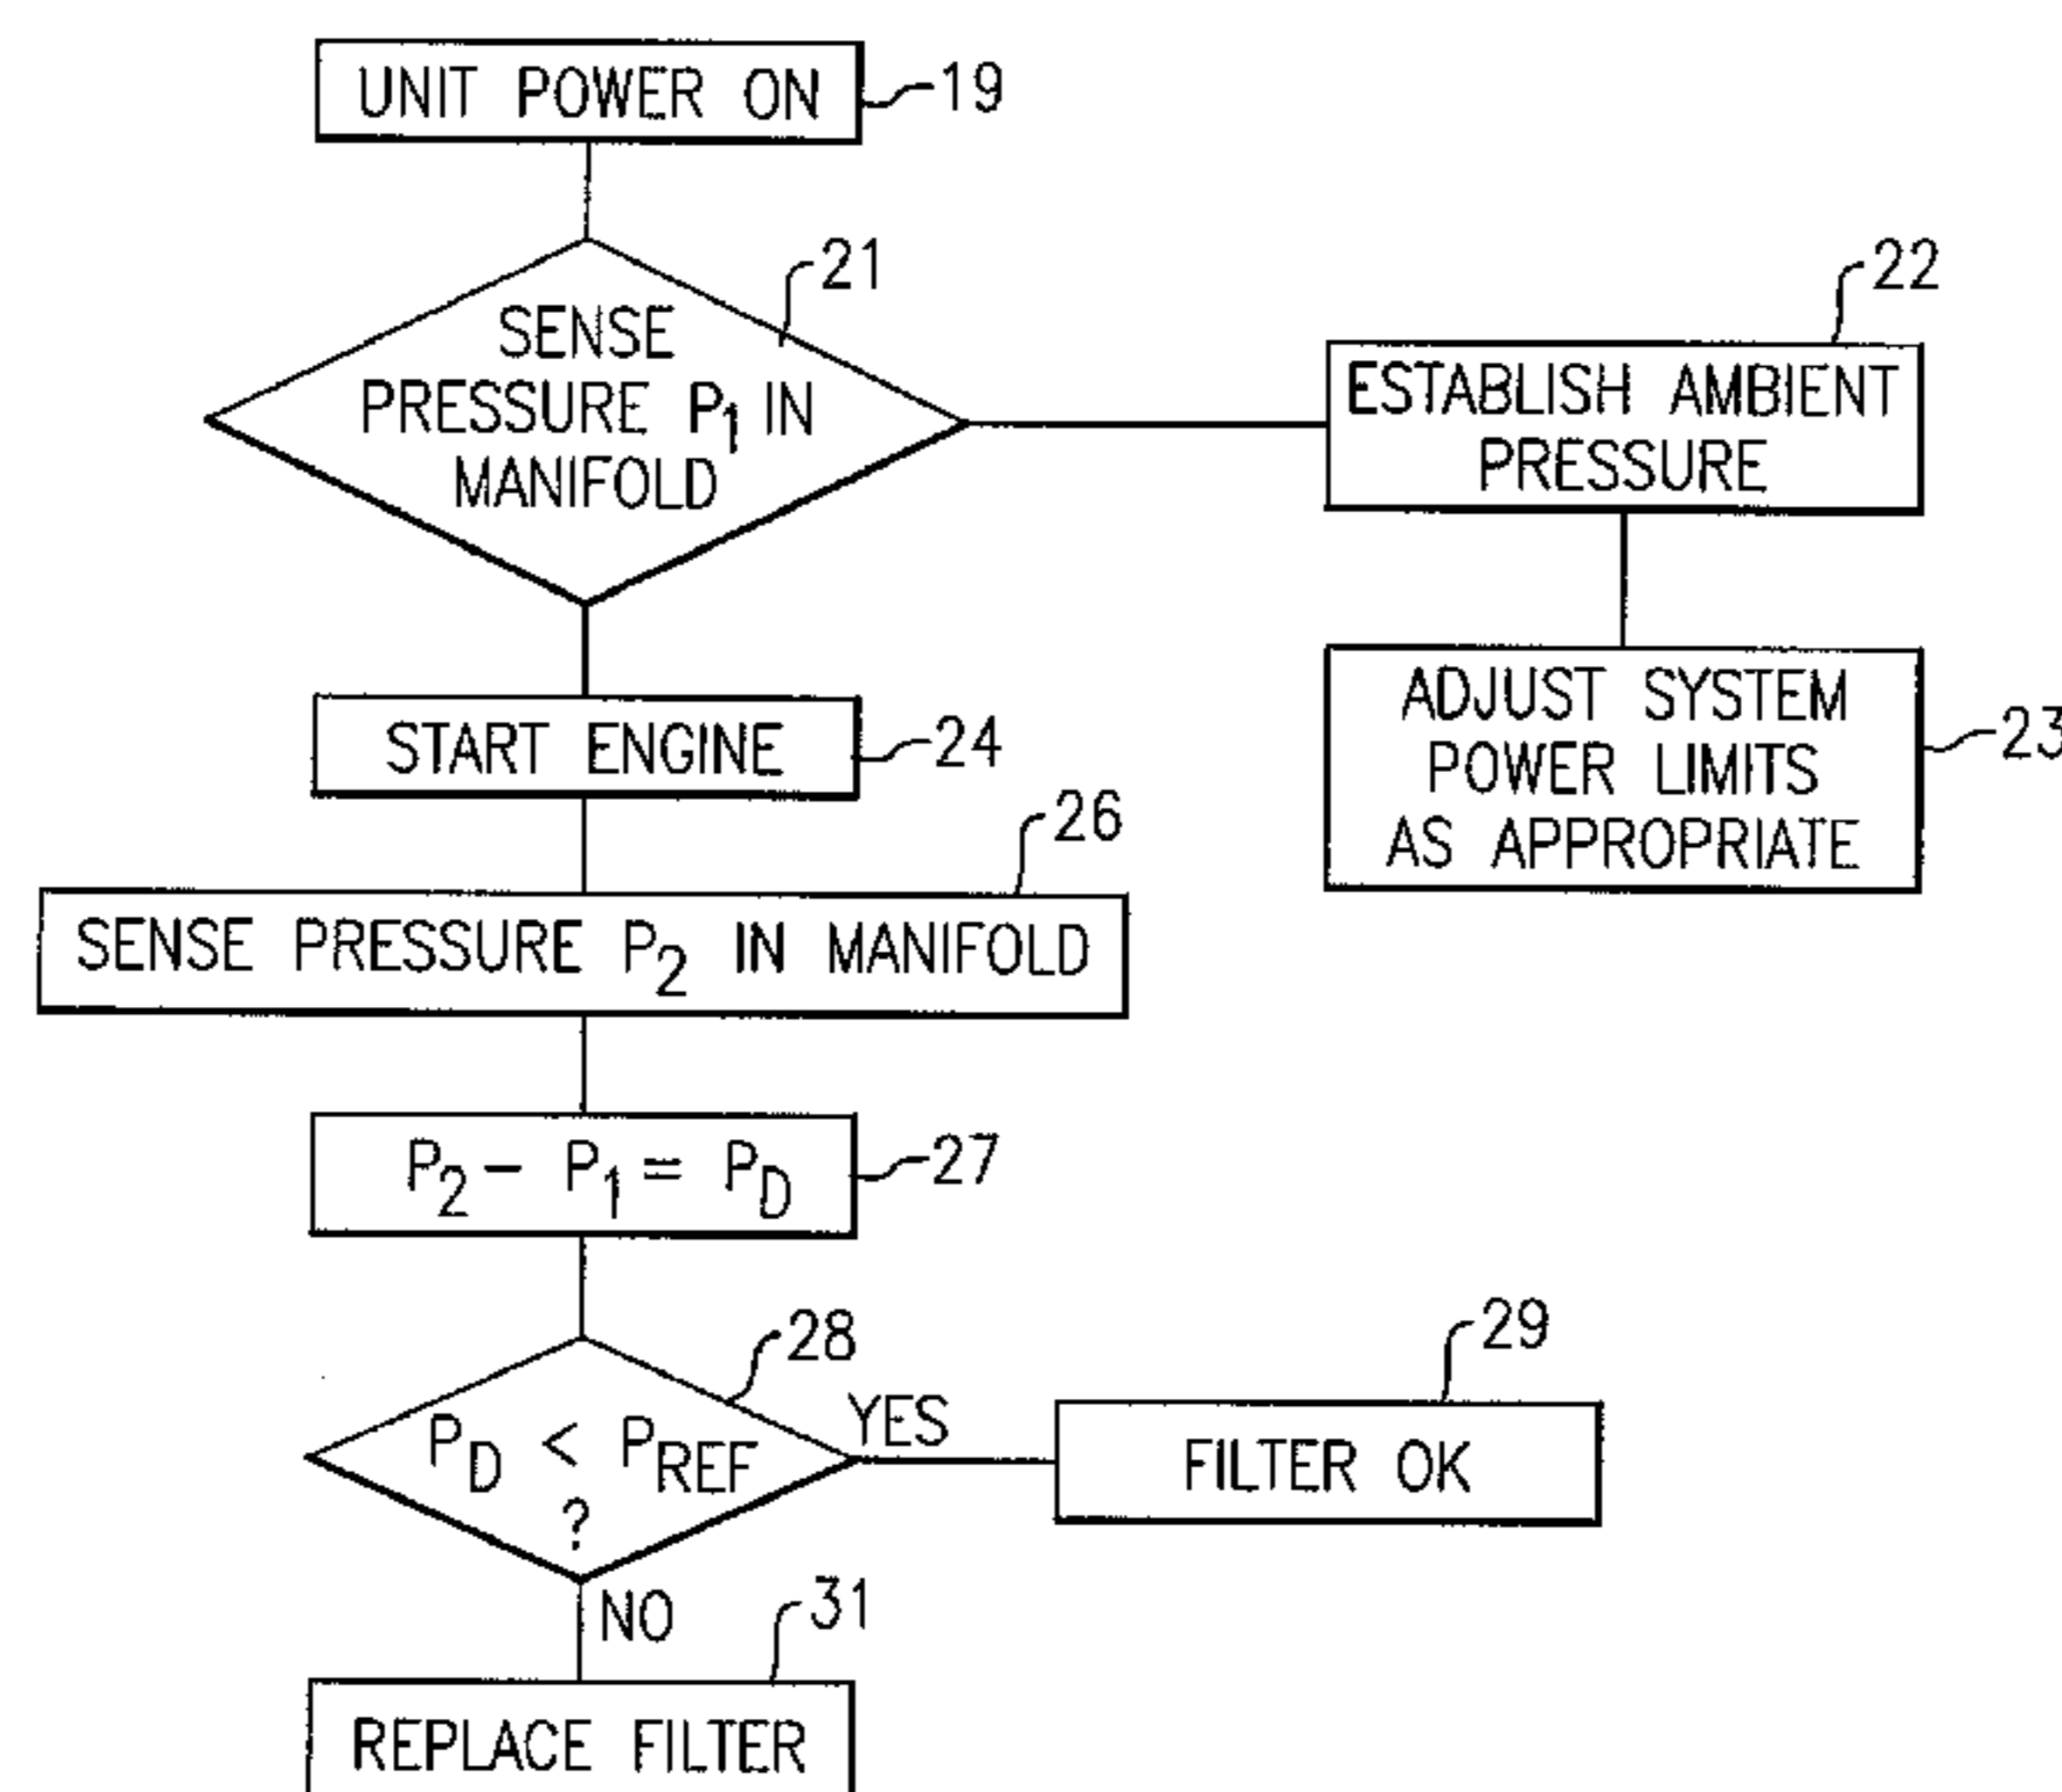 UNIT POWER ON
19
21
SENSE
PRESSURE P1 IN
MANIFOLD
22
ESTABLISH AMBIENT
PRESSURE
ADJUST SYSTEM
POWER LIMITS
AS APPROPRIATE
23
START ENGINE
24
26
SENSE PRESSURE P2 IN MANIFOLD
P2 - P1 = PD
27
28
PD < PREF
?
YES
29
FILTER OK
NO
31
REPLACE FILTER